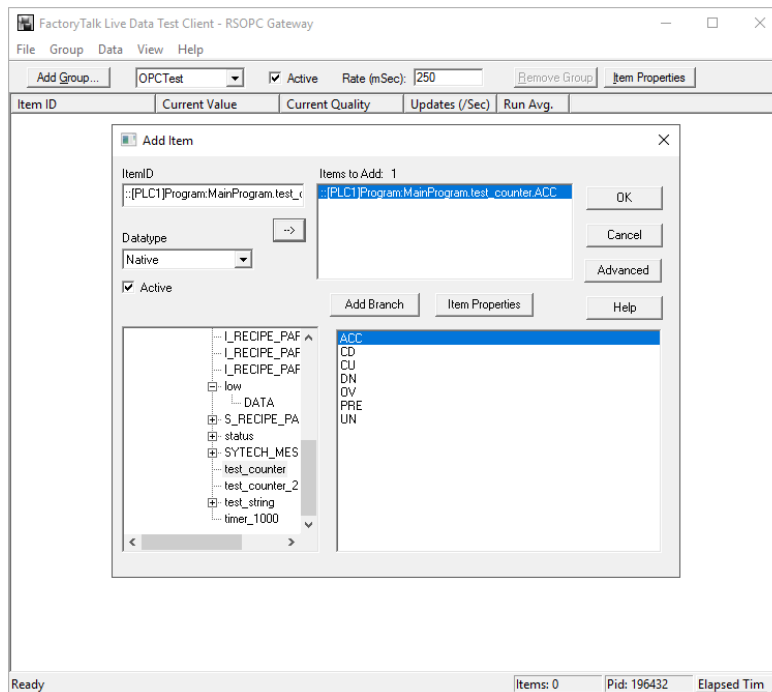 FactoryTalk Live Data Test Client - RSOPC Gateway
File Group Data View Help
Add Group... OPCTest Active Rate (mSec): 250 Remove Group Item Properties
Item ID Current Value Current Quality Updates (/Sec) Run Avg.
Add Item
ItemID Items to Add: 1
::[PLC1]Program:MainProgram.test_c ::[PLC1]Program:MainProgram.test_counter.ACC
OK
-->
Datatype
Cancel
Native
Advanced
Active
Add Branch Item Properties Help
I_RECIPE_PAF
I_RECIPE_PAF
I_RECIPE_PAF
low
DATA
S_RECIPE_PA
status
SYTECH_MES
test_counter
test_counter_2
test_string
timer_1000
ACC
CD
CU
DN
OV
PRE
UN
Ready Items: 0 Pid: 196432 Elapsed Tim